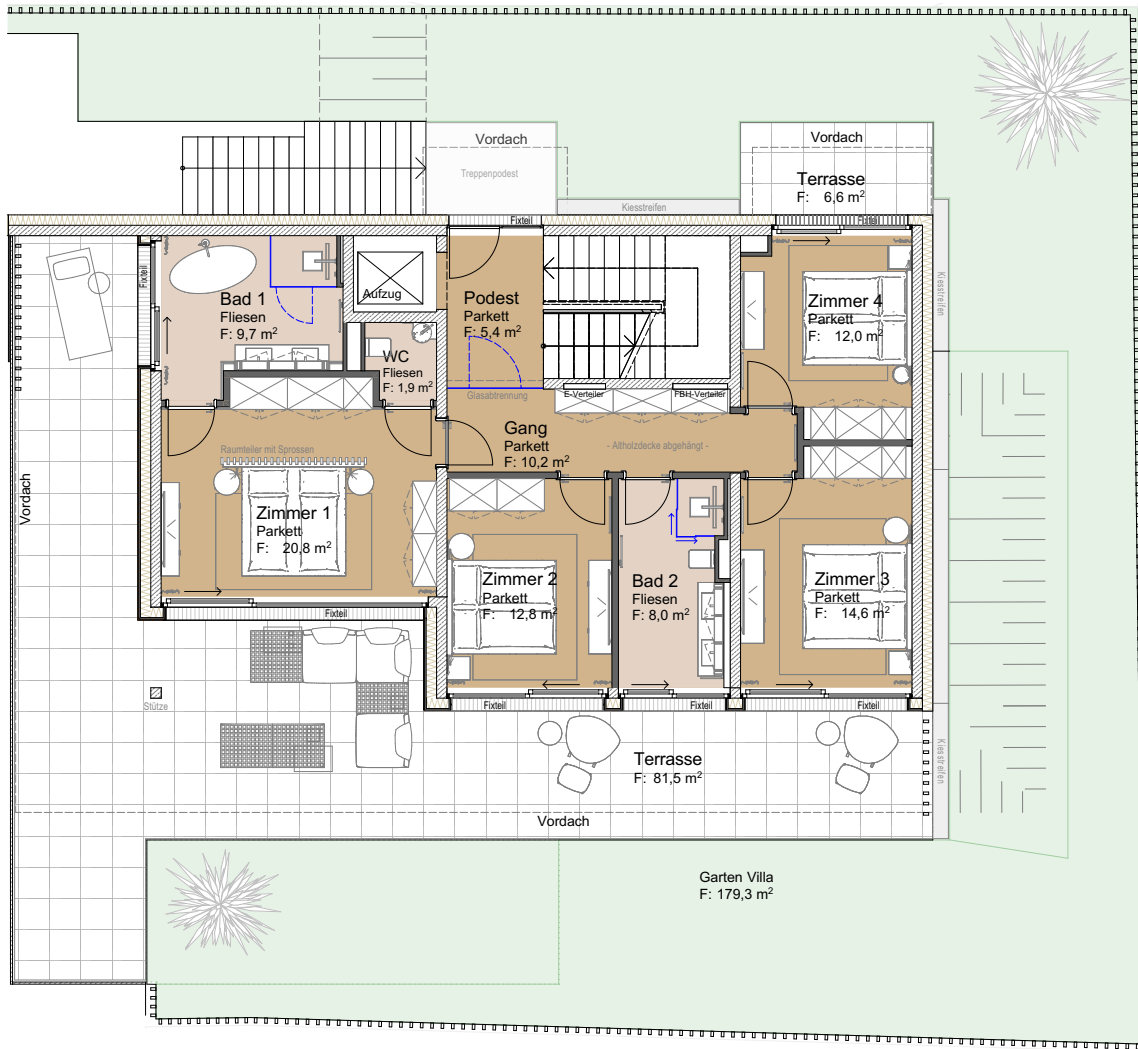 Vordach
Treppenpodest
Vordach
Terrasse
F: 6,6 m²
Kiesstreifen
Fixteil
Fixteil
Fixteil
Bad 1
Fliesen
F: 9,7 m²
Aufzug
Podest
Parkett
F: 5,4 m²
Zimmer 4
Parkett
F: 12,0 m²
Kiesstreifen
WC
Fliesen
F: 1,9 m²
Glasabtrennung
E-Verteiler
FBH-Verteiler
Gang
Parkett
F: 10,2 m²
- Altholzdecke abgehängt -
Raumteiler mit Sprossen
Vordach
Zimmer 1
Parkett
F: 20,8 m²
Zimmer 2
Parkett
F: 12,8 m²
Bad 2
Fliesen
F: 8,0 m²
Zimmer 3
Parkett
F: 14,6 m²
Fixteil
Stütze
Fixteil
Fixteil
Fixteil
Kiesstreifen
Terrasse
F: 81,5 m²
Vordach
Garten Villa
F: 179,3 m²